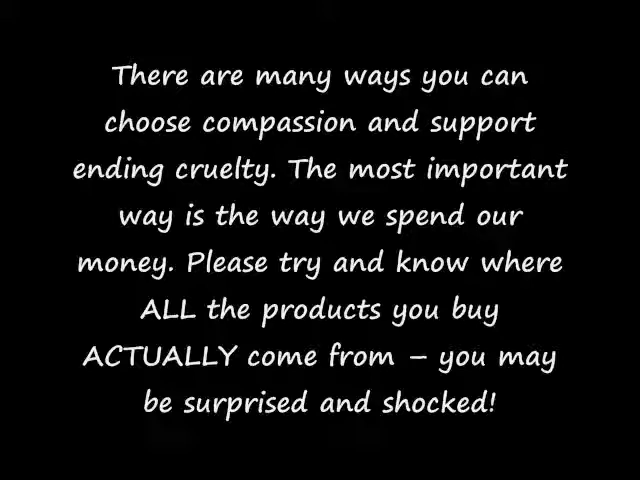 There are many ways you can
choose compassion and support
ending cruelty. The most important
way is the way we spend our
money. Please try and know where
ALL the products you buy
ACTUALLY come from – you may
be surprised and shocked!